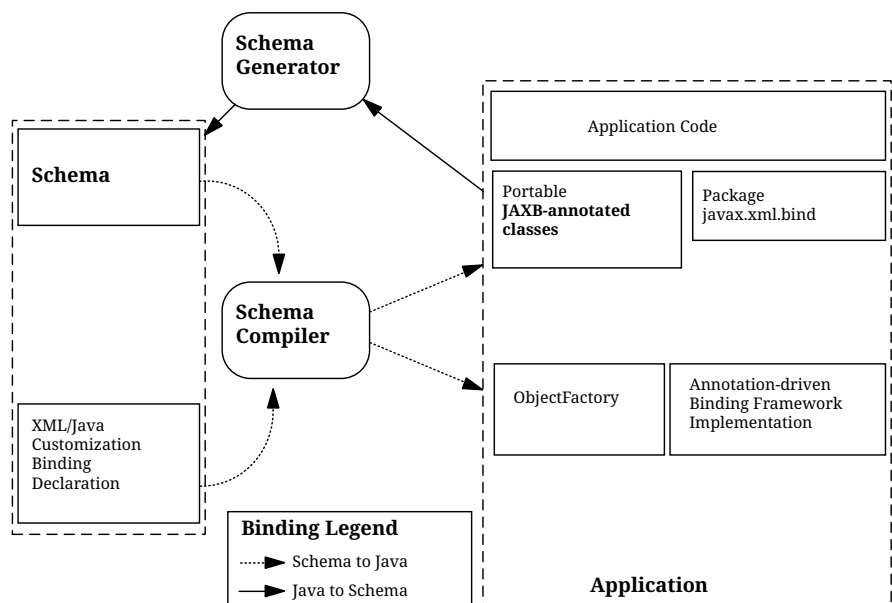 Schema
Generator
Schema
Application Code
Portable
JAXB-annotated
classes
Package
javax.xml.bind
Schema
Compiler
XML/Java
Customization
Binding
Declaration
ObjectFactory
Annotation-driven
Binding Framework
Implementation
Binding Legend
Schema to Java
Java to Schema
Application